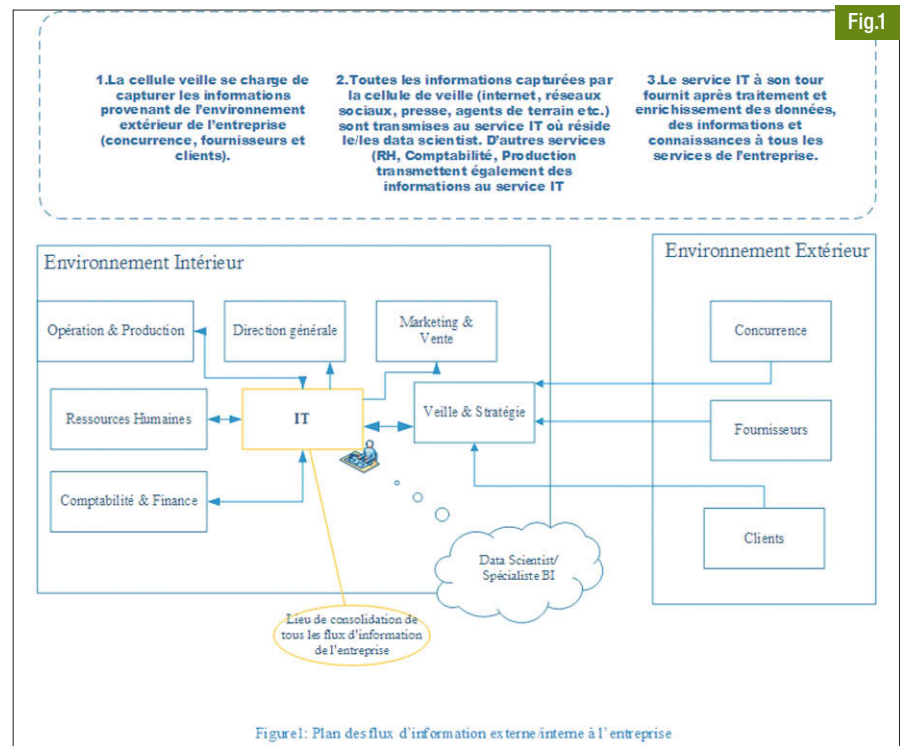 Fig.1
1.La cellule veille se charge de
capturer les informations
provenant de l'environnement
extérieur de l'entreprise
(concurrence, fournisseurs et
clients).
2.Toutes les informations capturées par
la cellule de veille (internet, réseaux
sociaux, presse, agents de terrain etc.)
sont transmises au service IT où réside
le/les data scientist. D'autres services
(RH, Comptabilité, Production
transmettent également des
informations au service IT
3.Le service IT à son tour
fournit après traitement et
enrichissement des données,
des informations et
connaissances à tous les
services de l'entreprise.
Environnement Intérieur
Opération & Production
Direction générale
Marketing &
Vente
Ressources Humaines
IT
Veille & Stratégie
Comptabilité & Finance
Data Scientist/
Spécialiste BI
Lieu de consolidation de
tous les flux d'information
de l'entreprise
Environnement Extérieur
Concurrence
Fournisseurs
Clients
Figure1: Plan des flux d'information externe/interne à l'entreprise